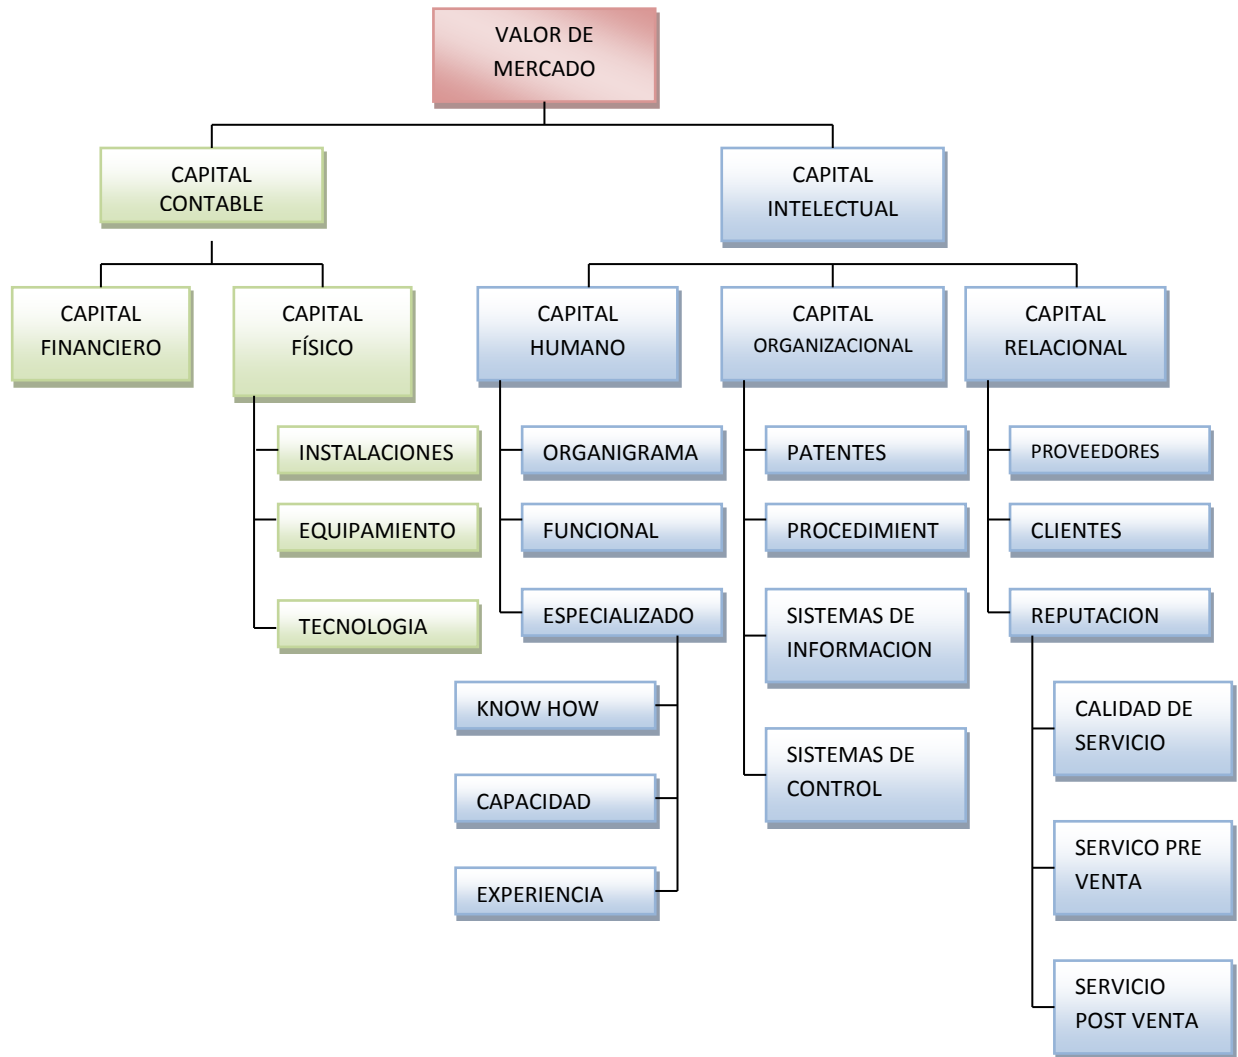 VALOR DE
MERCADO
CAPITAL
CONTABLE
CAPITAL
INTELECTUAL
CAPITAL
FINANCIERO
CAPITAL
FÍSICO
CAPITAL
HUMANO
CAPITAL
ORGANIZACIONAL
CAPITAL
RELACIONAL
INSTALACIONES
EQUIPAMIENTO
TECNOLOGIA
ORGANIGRAMA
FUNCIONAL
ESPECIALIZADO
KNOW HOW
CAPACIDAD
EXPERIENCIA
PATENTES
PROCEDIMIENT
SISTEMAS DE
INFORMACION
SISTEMAS DE
CONTROL
PROVEEDORES
CLIENTES
REPUTACION
CALIDAD DE
SERVICIO
SERVICO PRE
VENTA
SERVICIO
POST VENTA